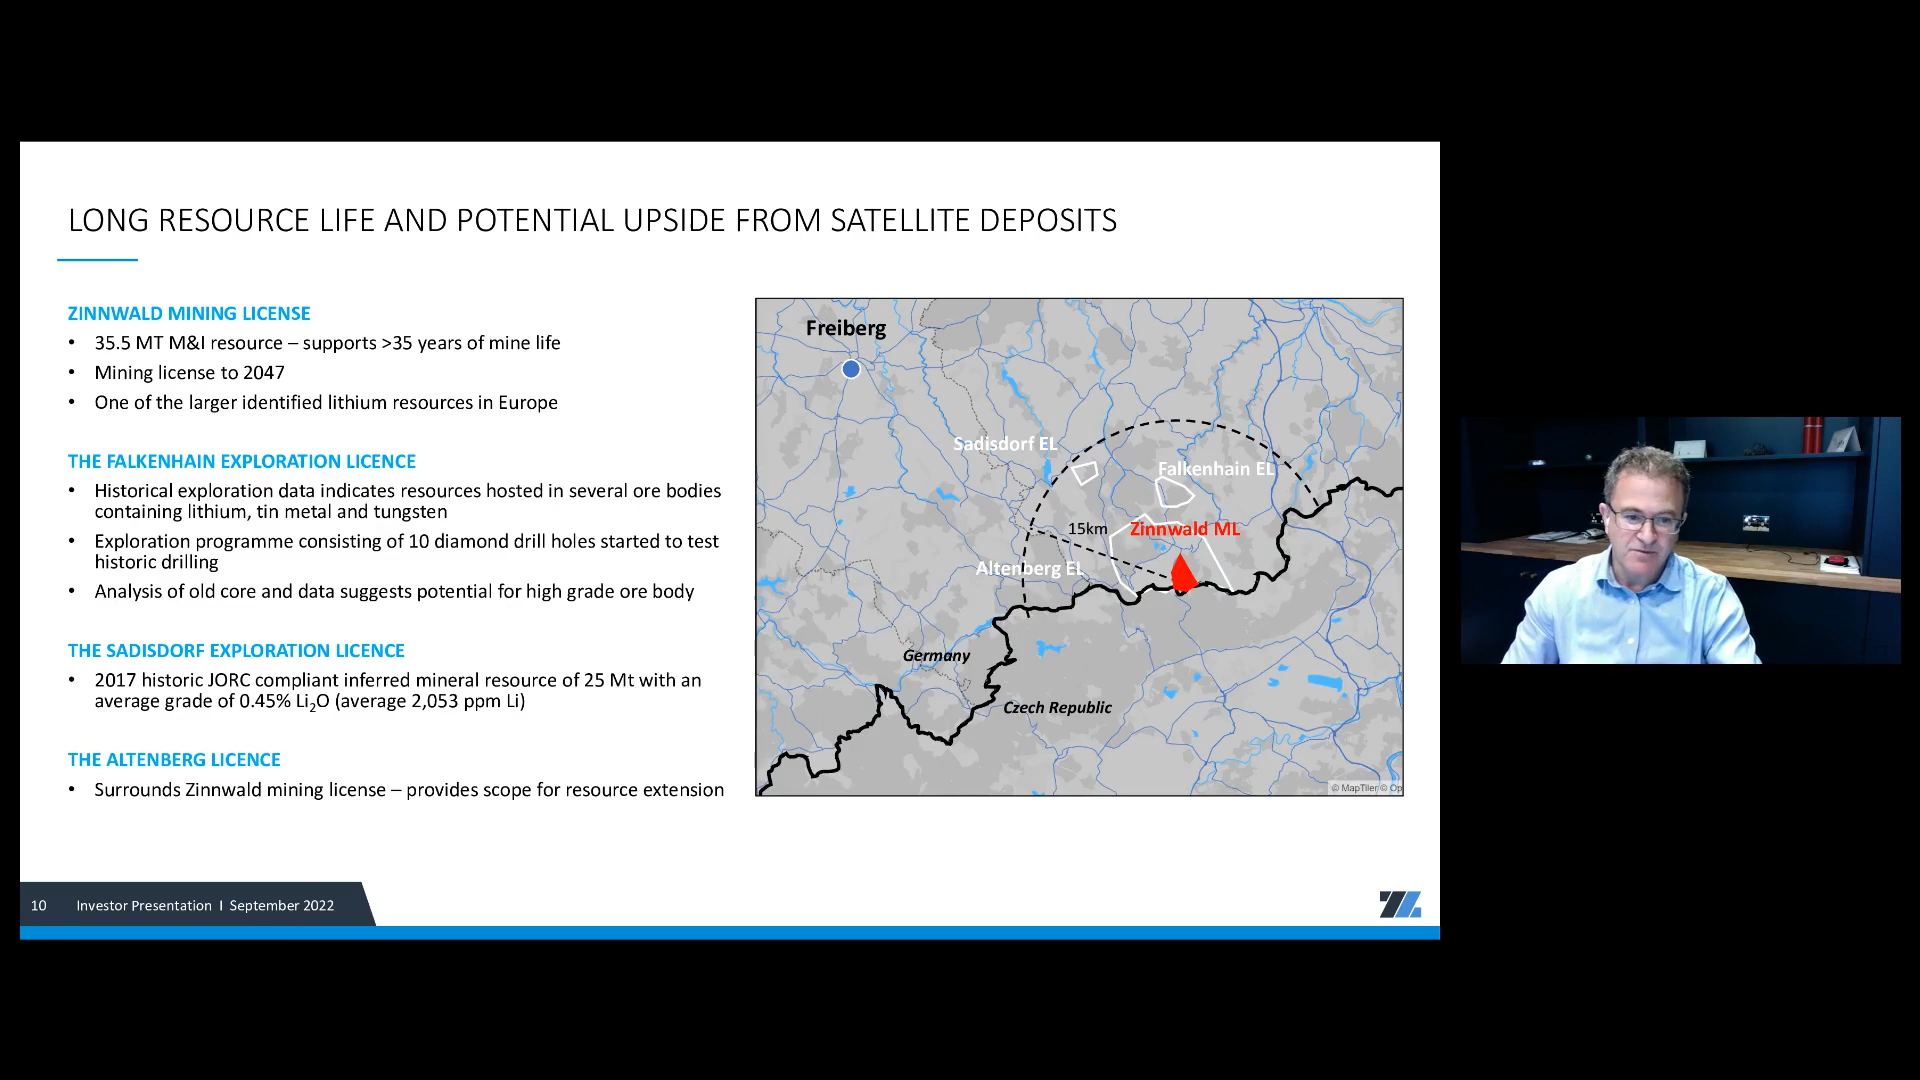 LONG RESOURCE LIFE AND POTENTIAL UPSIDE FROM SATELLITE DEPOSITS
ZINNWALD MINING LICENSE
• 35.5 MT M&I resource – supports >35 years of mine life
• Mining license to 2047
• One of the larger identified lithium resources in Europe
THE FALKENHAIN EXPLORATION LICENCE
• Historical exploration data indicates resources hosted in several ore bodies
containing lithium, tin metal and tungsten
• Exploration programme consisting of 10 diamond drill holes started to test
historic drilling
• Analysis of old core and data suggests potential for high grade ore body
THE SADISDORF EXPLORATION LICENCE
• 2017 historic JORC compliant inferred mineral resource of 25 Mt with an
average grade of 0.45% Li₂O (average 2,053 ppm Li)
THE ALTENBERG LICENCE
• Surrounds Zinnwald mining license – provides scope for resource extension
Freiberg
Sadisdorf EL
Falkenhain EL
15km
Zinnwald ML
Altenberg EL
Germany
Czech Republic
© MapTiler © Op
10 Investor Presentation I September 2022